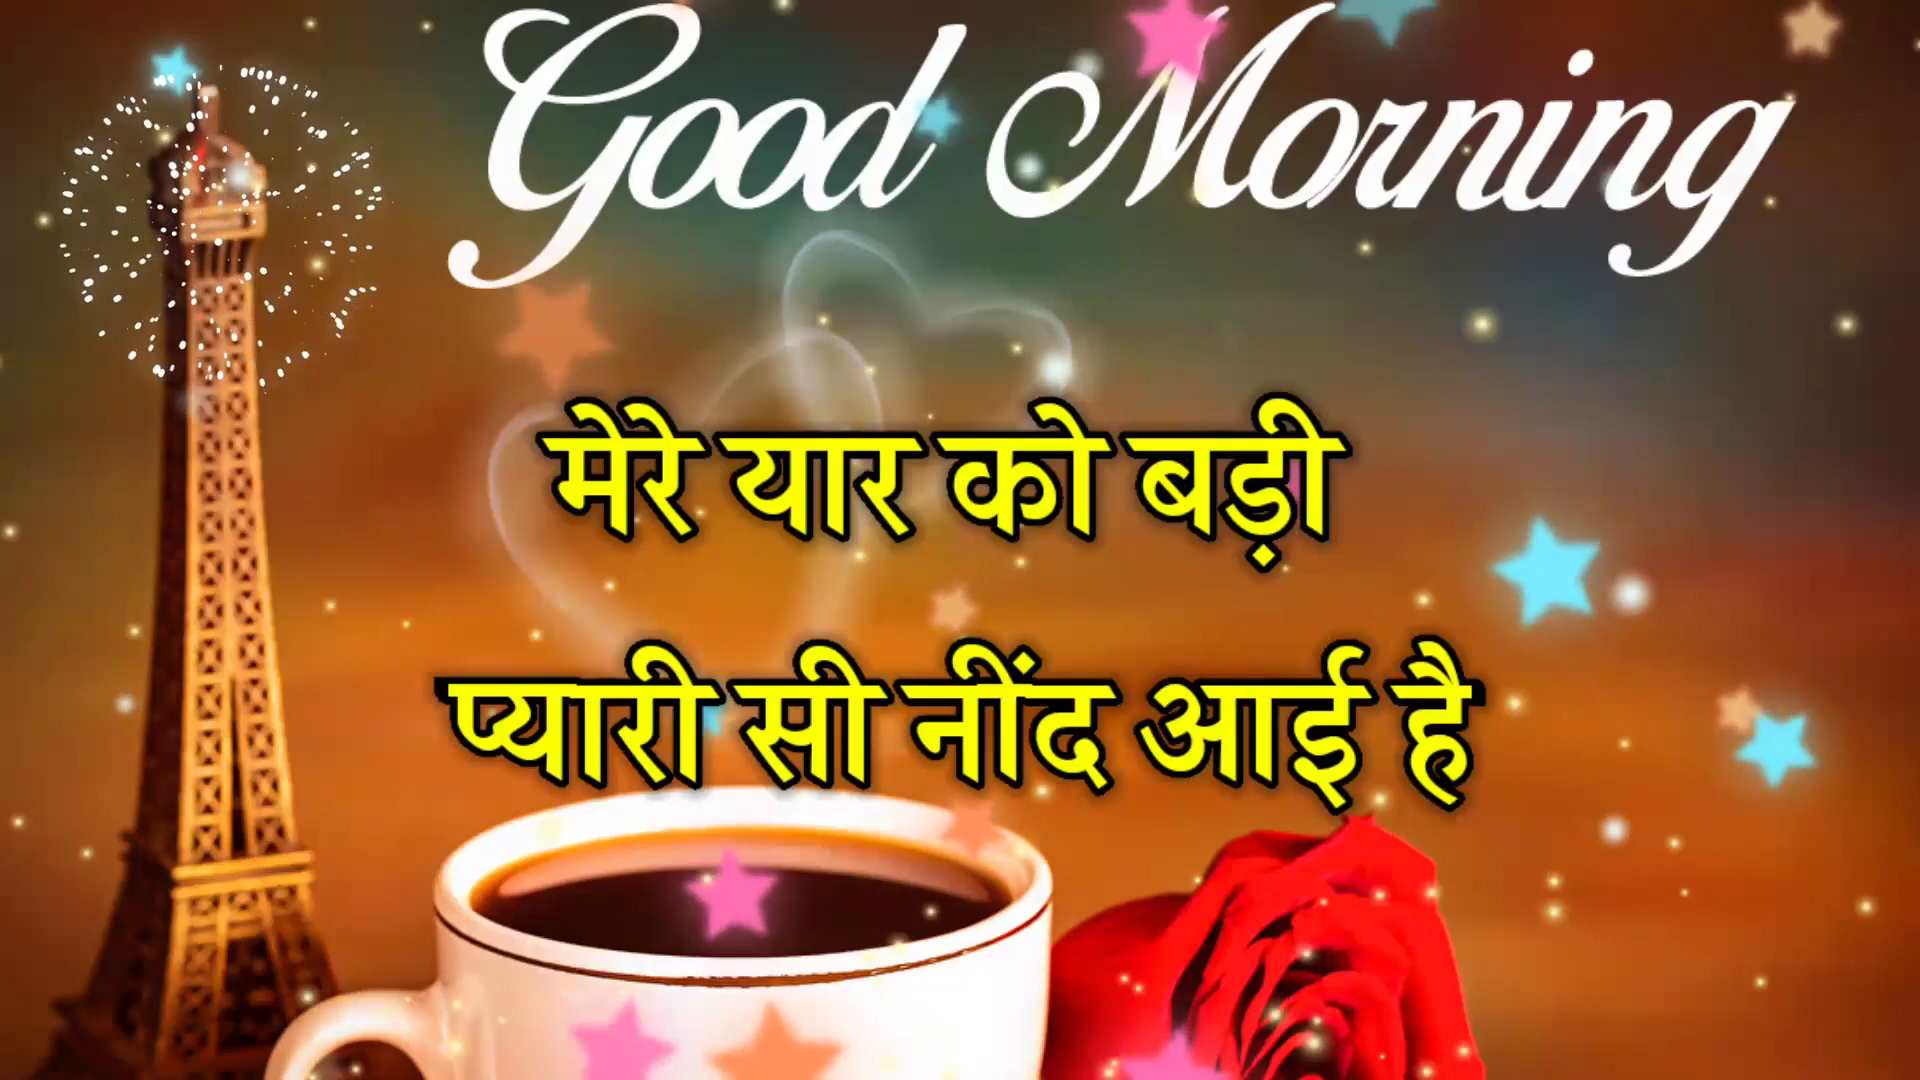 Good Morning
मेरे यार को बड़ी
प्यारी सी नींद आई है